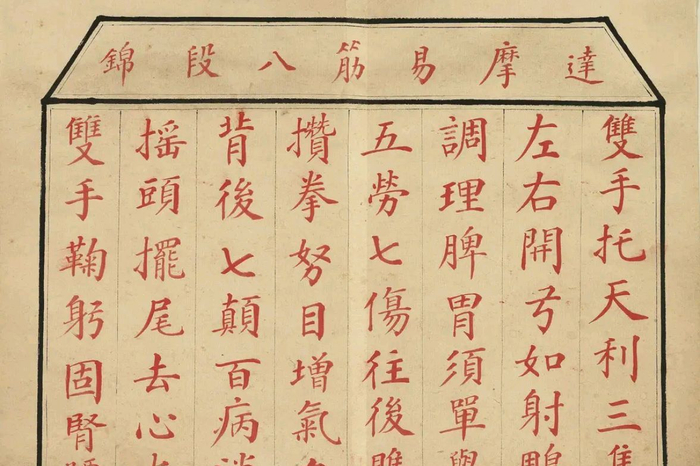 達摩易筋八段錦
雙手托天利三
左右開弓如射
調理脾胃須單
五勞七傷往後
攢拳努目增氣
背後七顛百病
搖頭擺尾去心
雙手鞠躬固腎